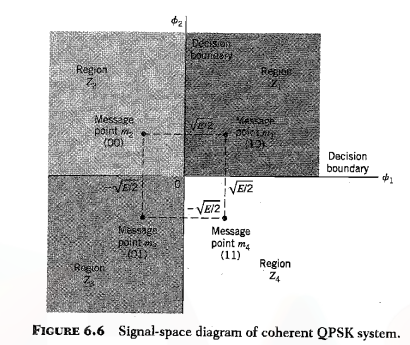 ϕ₂
Decision
boundary
Region
Z₂
Region
Z₁
Message
point m₂
(00)
√E/2
Message
point m₁
(10)
Decision
boundary
ϕ₁
0
−√E/2
√E/2
−√E/2
Message
point m₃
(01)
Message
point m₄
(11)
Region
Z₃
Region
Z₄
FIGURE 6.6 Signal-space diagram of coherent QPSK system.